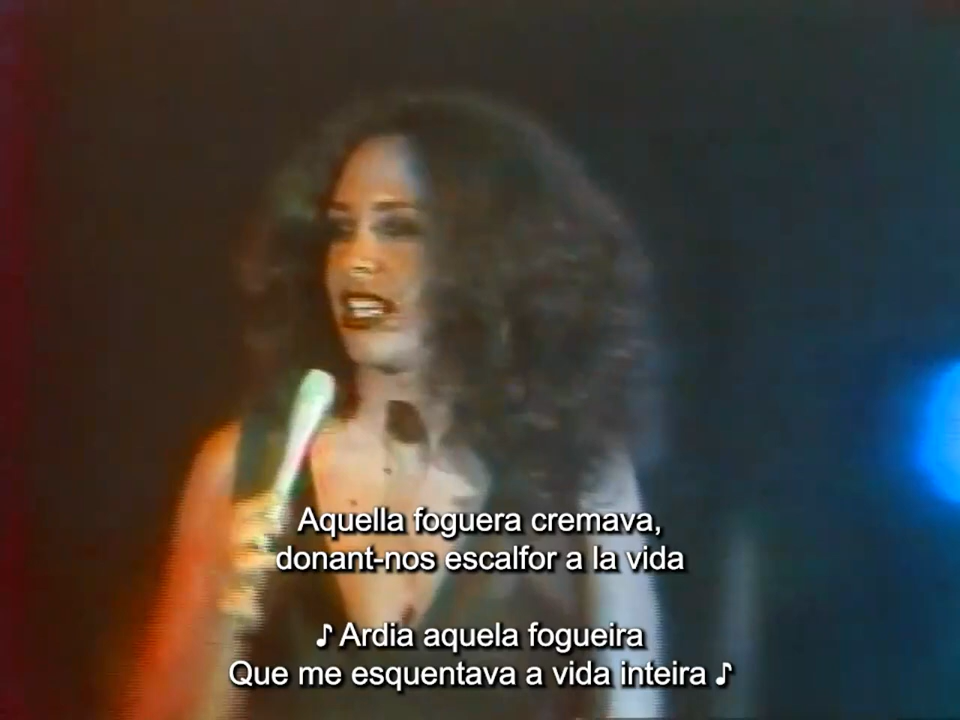 Aquella foguera cremava,
donant-nos escalfor a la vida
♪ Ardia aquela fogueira
Que me esquentava a vida inteira ♪